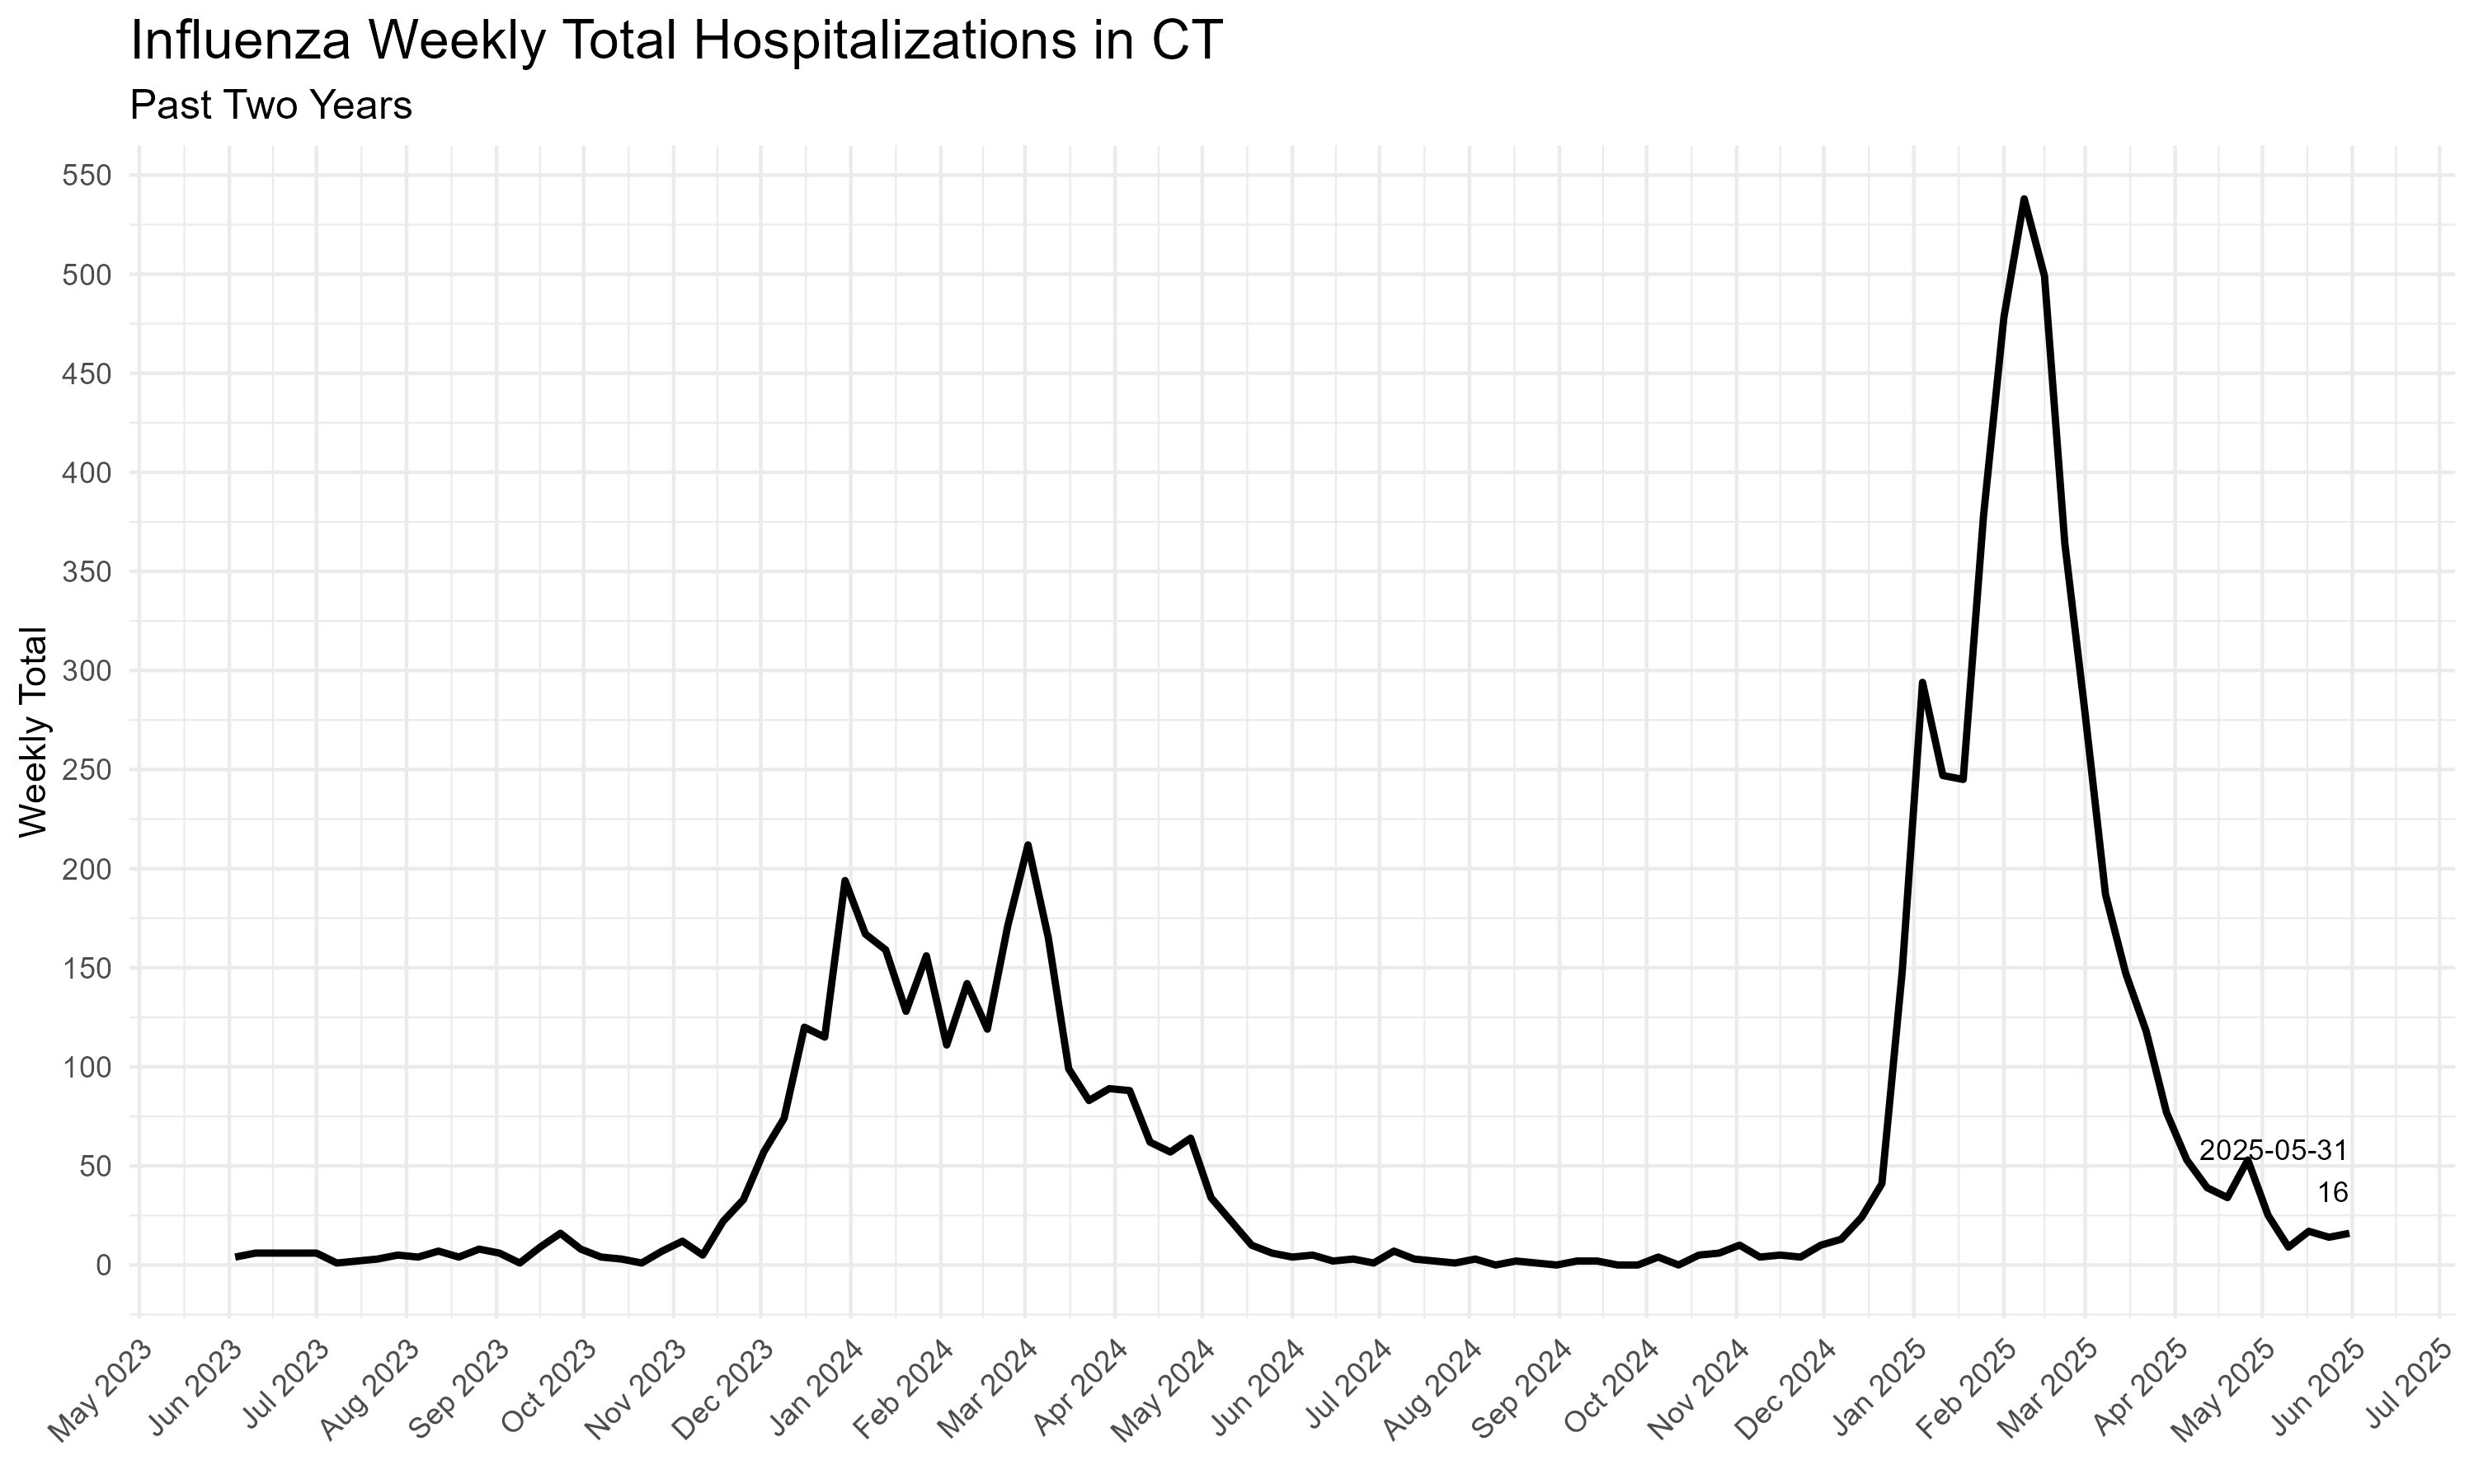 Influenza Weekly Total Hospitalizations in CT
Past Two Years
Weekly Total
550
500
450
400
350
300
250
200
150
100
50
0
2025-05-31
16
May 2023
Jun 2023
Jul 2023
Aug 2023
Sep 2023
Oct 2023
Nov 2023
Dec 2023
Jan 2024
Feb 2024
Mar 2024
Apr 2024
May 2024
Jun 2024
Jul 2024
Aug 2024
Sep 2024
Oct 2024
Nov 2024
Dec 2024
Jan 2025
Feb 2025
Mar 2025
Apr 2025
May 2025
Jun 2025
Jul 2025